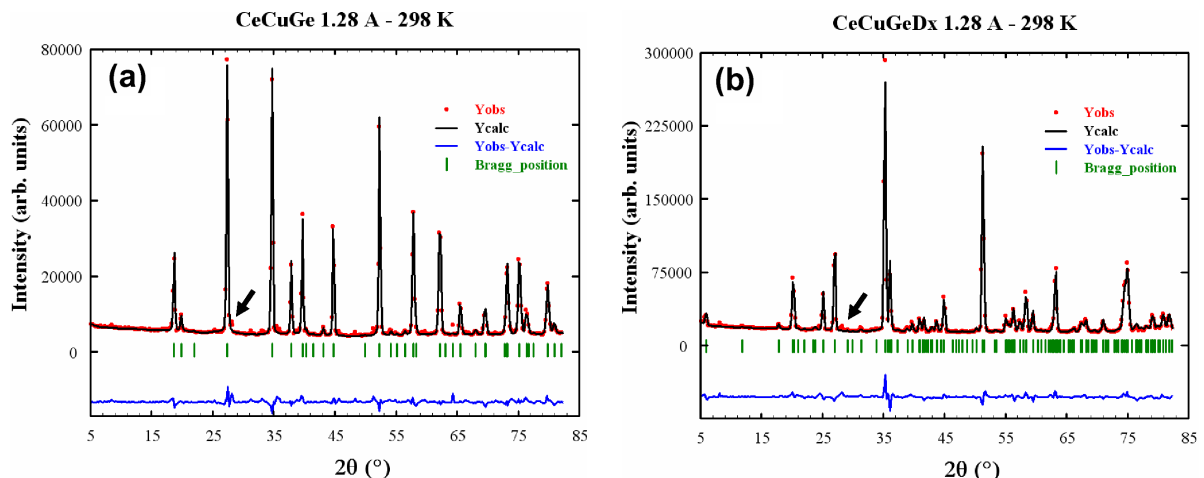 CeCuGe 1.28 A - 298 K
(a)
80000
60000
40000
20000
0
Intensity (arb. units)
Yobs
Ycalc
Yobs-Ycalc
Bragg_position
5 15 25 35 45 55 65 75 85
2θ (°)
CeCuGeDx 1.28 A - 298 K
(b)
300000
225000
150000
75000
0
Intensity (arb. units)
Yobs
Ycalc
Yobs-Ycalc
Bragg_position
5 15 25 35 45 55 65 75 85
2θ (°)